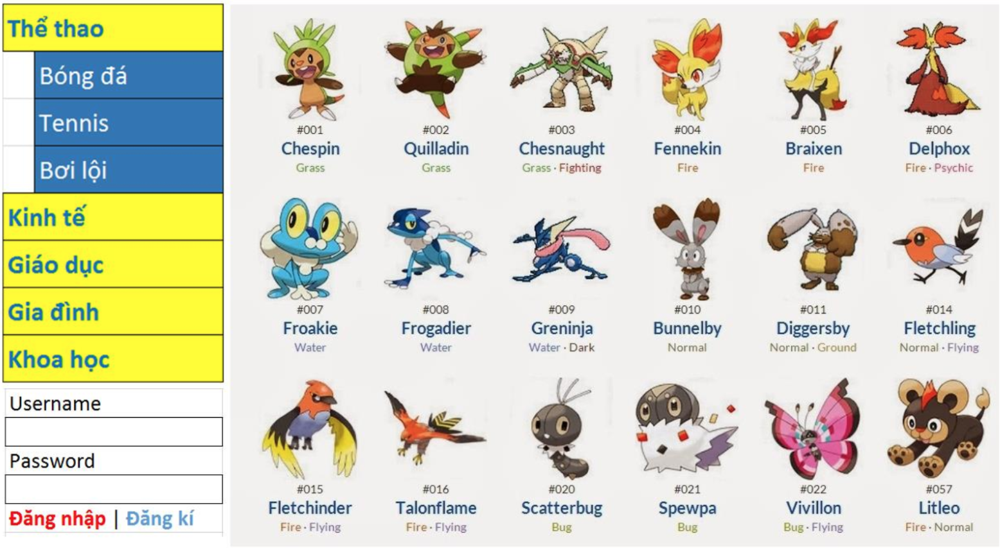 Thể thao
Bóng đá
Tennis
Bơi lội
Kinh tế
Giáo dục
Gia đình
Khoa học
Username
Password
Đăng nhập | Đăng kí
#001 #002 #003 #004 #005 #006
Chespin Quilladin Chesnaught Fennekin Braixen Delphox
Grass Grass Grass · Fighting Fire Fire Fire · Psychic
#007 #008 #009 #010 #011 #014
Froakie Frogadier Greninja Bunnelby Diggersby Fletchling
Water Water Water · Dark Normal Normal · Ground Normal · Flying
#015 #016 #020 #021 #022 #057
Fletchinder Talonflame Scatterbug Spewpa Vivillon Litleo
Fire · Flying Fire · Flying Bug Bug Bug · Flying Fire · Normal